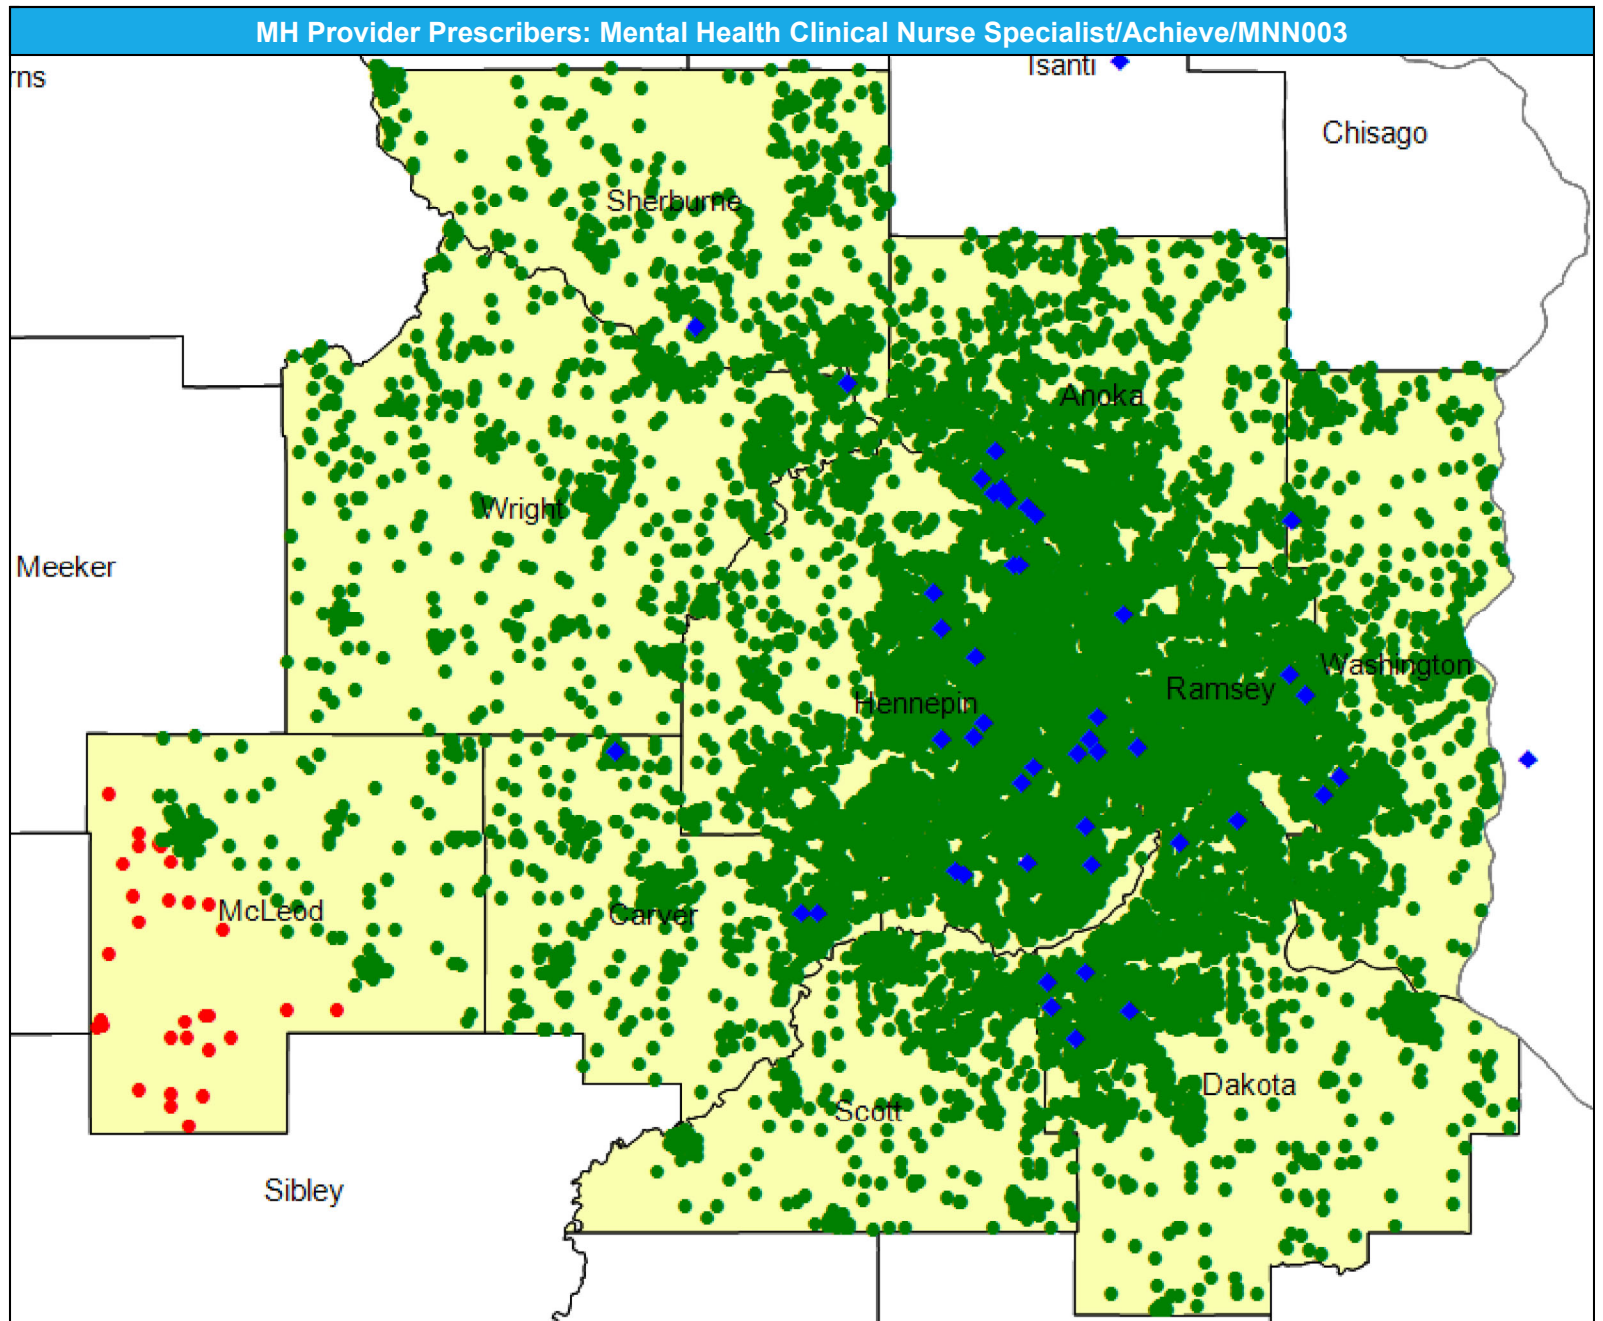 MH Provider Prescribers: Mental Health Clinical Nurse Specialist/Achieve/MNN003
rns
Isanti
Chisago
Sherburne
Anoka
Wright
Meeker
Washington
Ramsey
Hennepin
McLeod
Carver
Dakota
Scott
Sibley